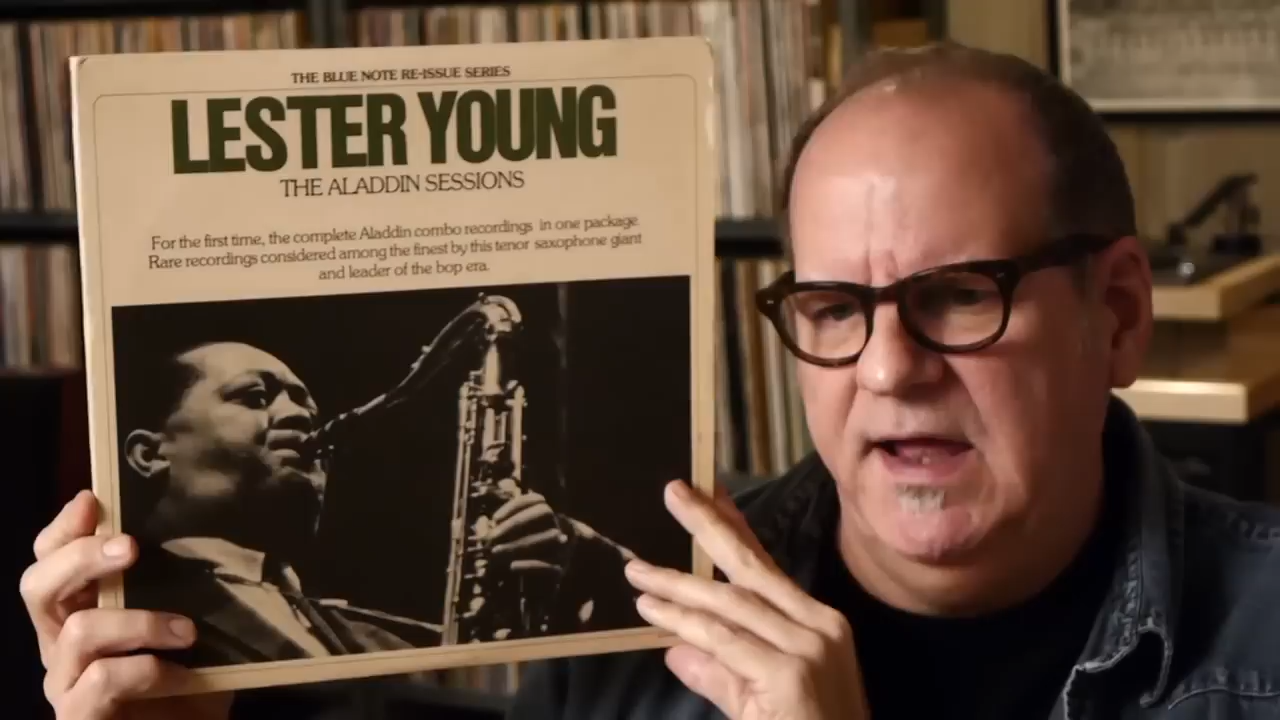 THE BLUE NOTE RE-ISSUE SERIES
LESTER YOUNG
THE ALADDIN SESSIONS
For the first time, the complete Aladdin combo recordings in one package.
Rare recordings considered among the finest by this tenor saxophone giant
and leader of the bop era.